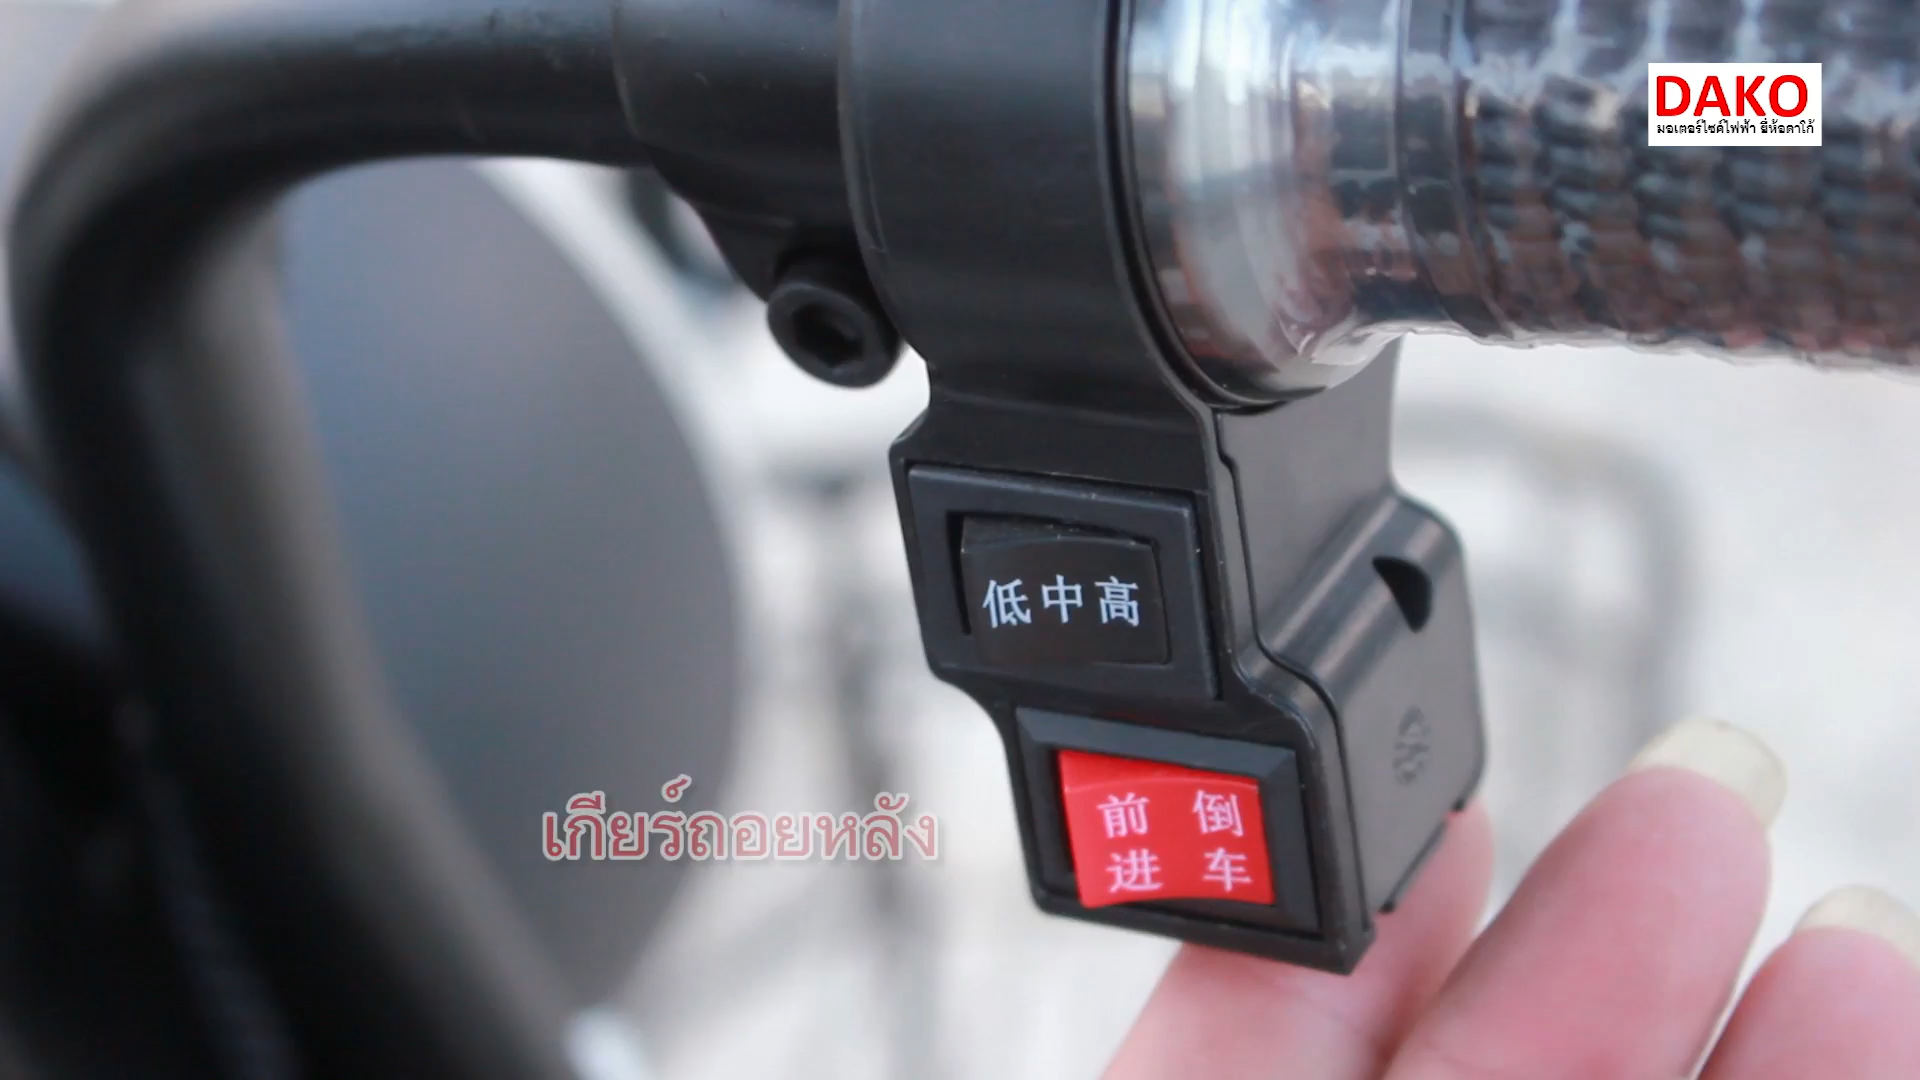 DAKO
มอเตอร์ไซค์ไฟฟ้า ยี่ห้อดาโก้
低中高
前 倒
进 车
เกียร์ถอยหลัง